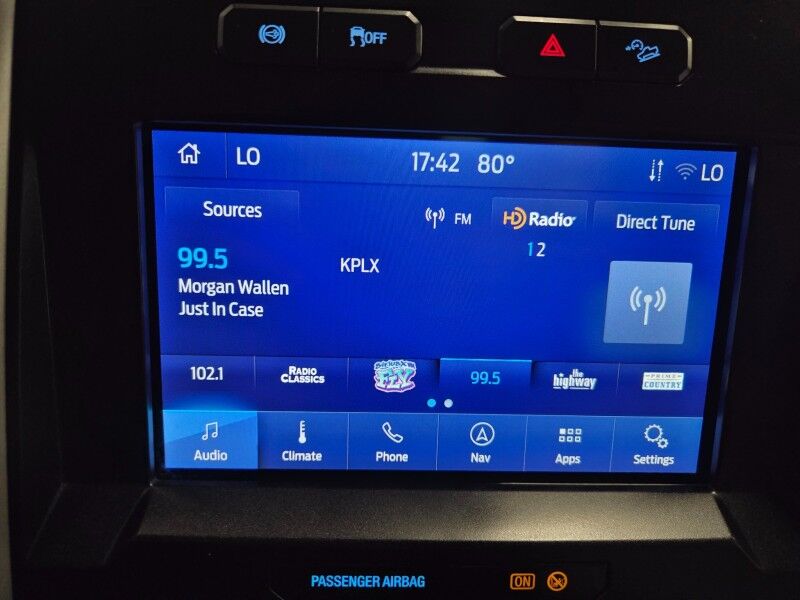 OFF
LO 17:42 80° LO
Sources FM HD Radio Direct Tune
1 2
99.5 KPLX
Morgan Wallen
Just In Case
102.1 RADIO CLASSICS SIRIUSXM FLY 99.5 the highway PRIME COUNTRY
Audio Climate Phone Nav Apps Settings
PASSENGER AIRBAG ON